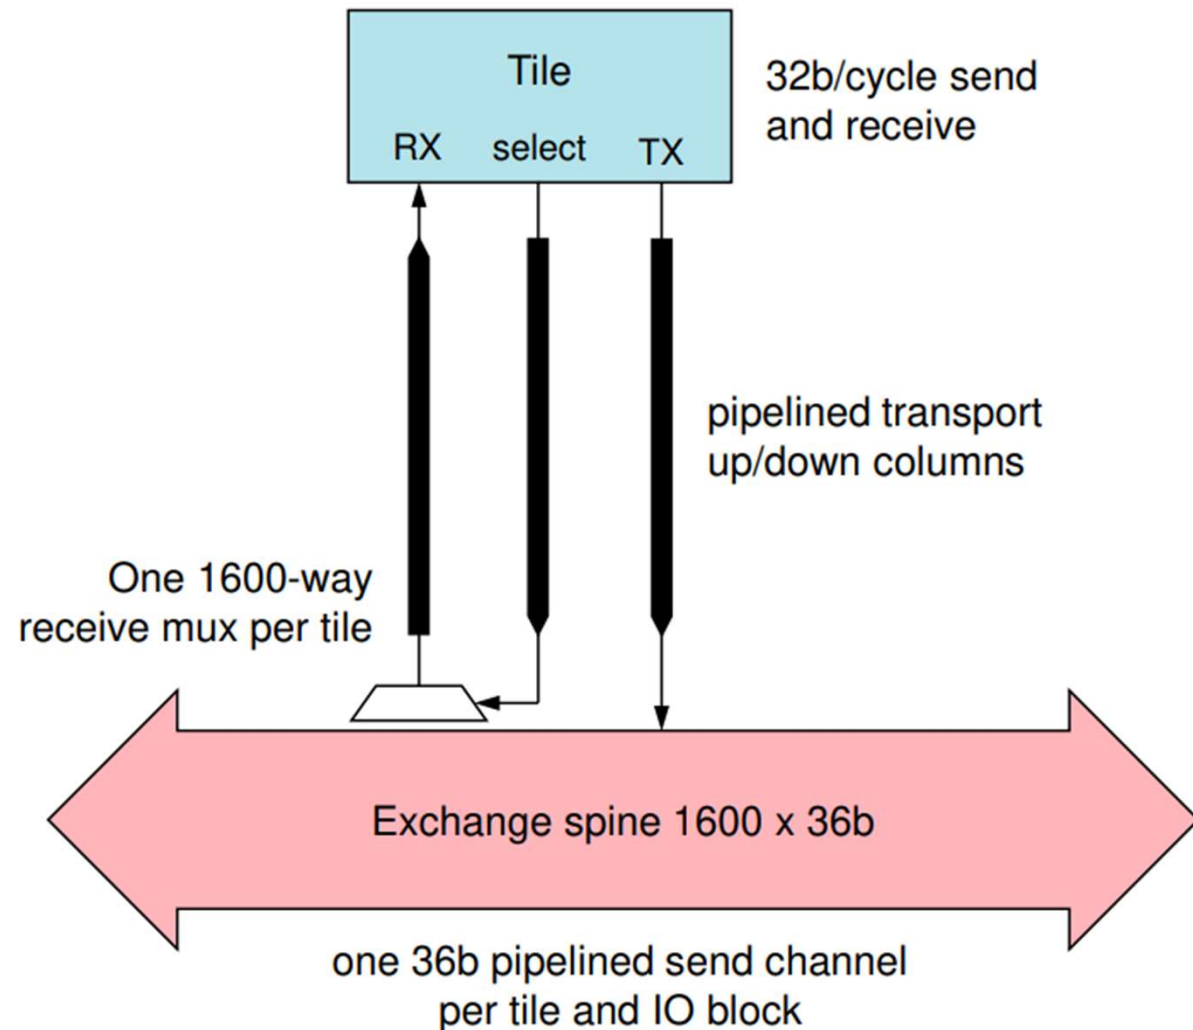 Tile
RX select TX
32b/cycle send
and receive
pipelined transport
up/down columns
One 1600-way
receive mux per tile
Exchange spine 1600 x 36b
one 36b pipelined send channel
per tile and IO block